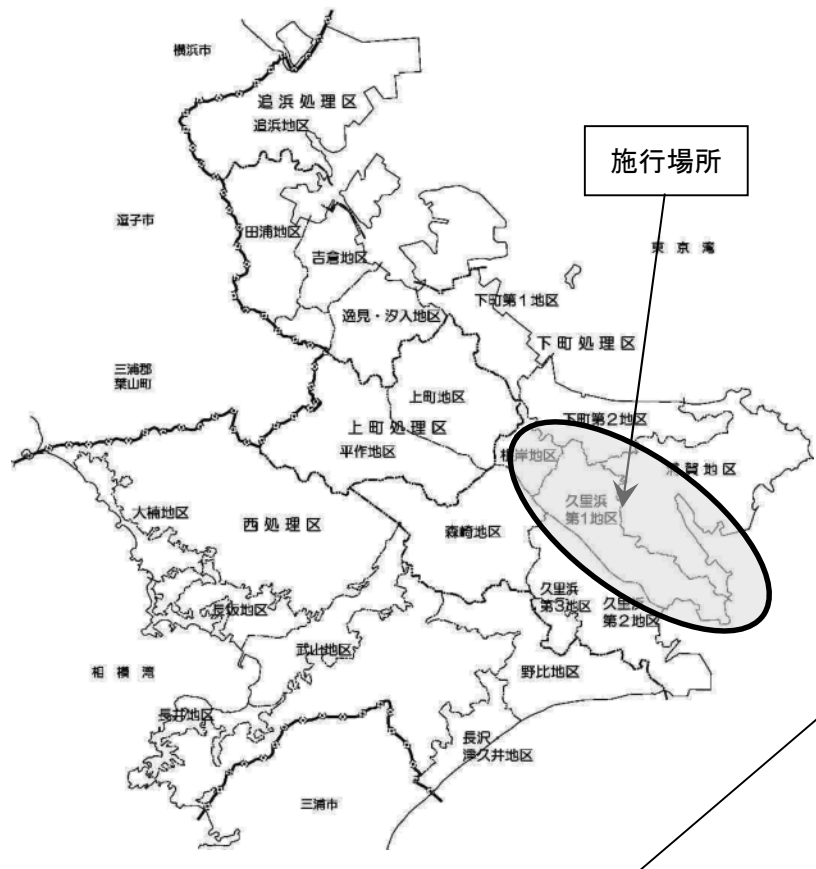 横浜市
追浜処理区
追浜地区
施行場所
逗子市
田浦地区
吉倉地区
東京湾
下町第1地区
逸見・汐入地区
下町処理区
三浦郡
葉山町
上町地区
下町第2地区
上町処理区
平作地区
根岸地区
浦賀地区
大楠地区
西処理区
森崎地区
久里浜
第1地区
長坂地区
久里浜
第3地区
久里浜
第2地区
武山地区
野比地区
相模湾
長井地区
長沢
津久井地区
三浦市